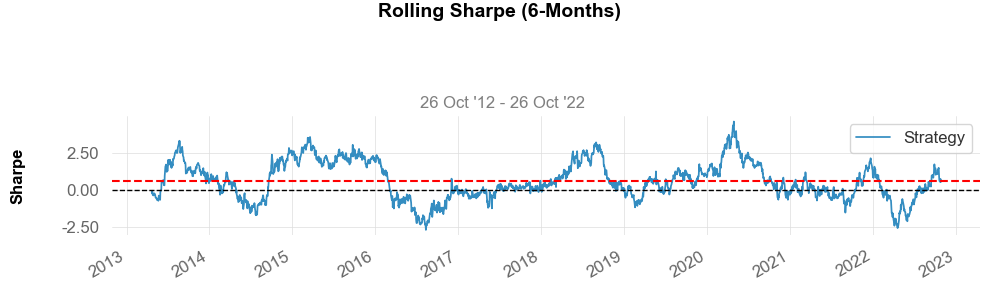 Rolling Sharpe (6-Months)
26 Oct '12 - 26 Oct '22
Strategy
Sharpe
2.50
0.00
-2.50
2013 2014 2015 2016 2017 2018 2019 2020 2021 2022 2023